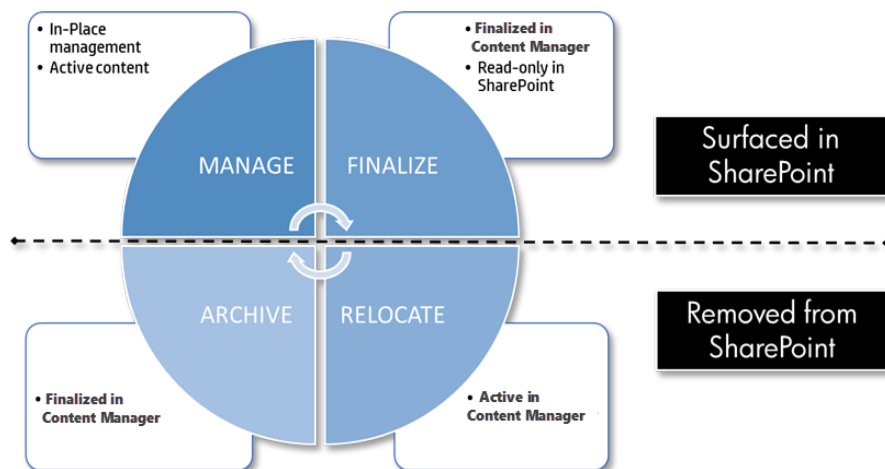 • In-Place
management
• Active content
• Finalized in
Content Manager
• Read-only in
SharePoint
MANAGE
FINALIZE
Surfaced in
SharePoint
ARCHIVE
RELOCATE
Removed from
SharePoint
• Finalized in
Content Manager
• Active in
Content Manager